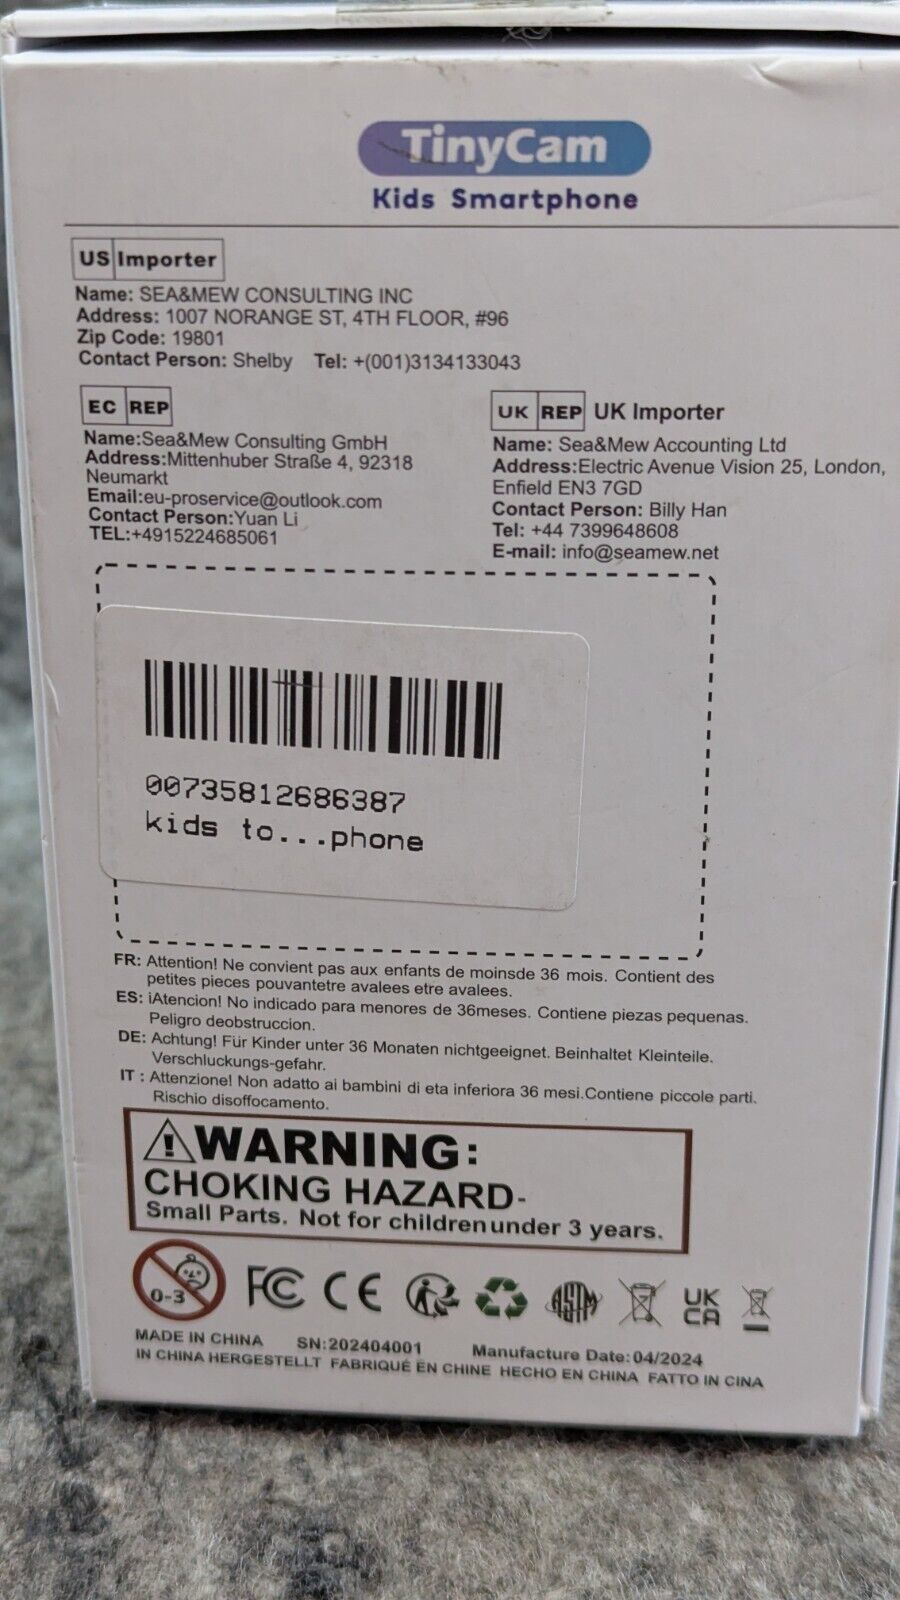 TinyCam
Kids Smartphone
US Importer
Name: SEA&MEW CONSULTING INC
Address: 1007 NORANGE ST, 4TH FLOOR, #96
Zip Code: 19801
Contact Person: Shelby Tel: +(001)3134133043
EC REP
Name:Sea&Mew Consulting GmbH
Address:Mittenhuber Straße 4, 92318
Neumarkt
Email:eu-proservice@outlook.com
Contact Person:Yuan Li
TEL:+4915224685061
UK REP UK Importer
Name: Sea&Mew Accounting Ltd
Address:Electric Avenue Vision 25, London,
Enfield EN3 7GD
Contact Person: Billy Han
Tel: +44 7399648608
E-mail: info@seamew.net
00735812686387
kids to...phone
FR: Attention! Ne convient pas aux enfants de moinsde 36 mois. Contient des
petites pieces pouvantetre avalees etre avalees.
ES: ¡Atencion! No indicado para menores de 36meses. Contiene piezas pequenas.
Peligro deobstruccion.
DE: Achtung! Für Kinder unter 36 Monaten nichtgeeignet. Beinhaltet Kleinteile.
Verschluckungs-gefahr.
IT : Attenzione! Non adatto ai bambini di eta inferiora 36 mesi.Contiene piccole parti.
Rischio disoffocamento.
WARNING:
CHOKING HAZARD-
Small Parts. Not for childrenunder 3 years.
0-3 FC CE ASTM UK CA
MADE IN CHINA SN:202404001 Manufacture Date:04/2024
IN CHINA HERGESTELLT FABRIQUÉ EN CHINE HECHO EN CHINA FATTO IN CINA